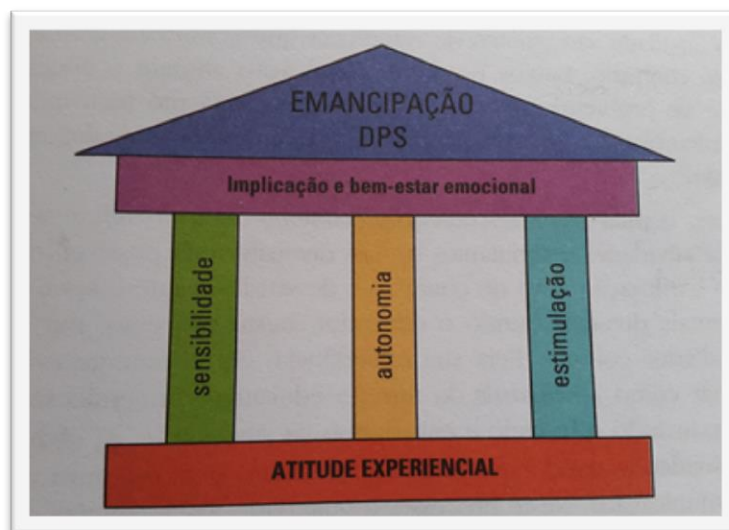 EMANCIPAÇÃO
DPS
Implicação e bem-estar emocional
sensibilidade
autonomia
estimulação
ATITUDE EXPERIENCIAL